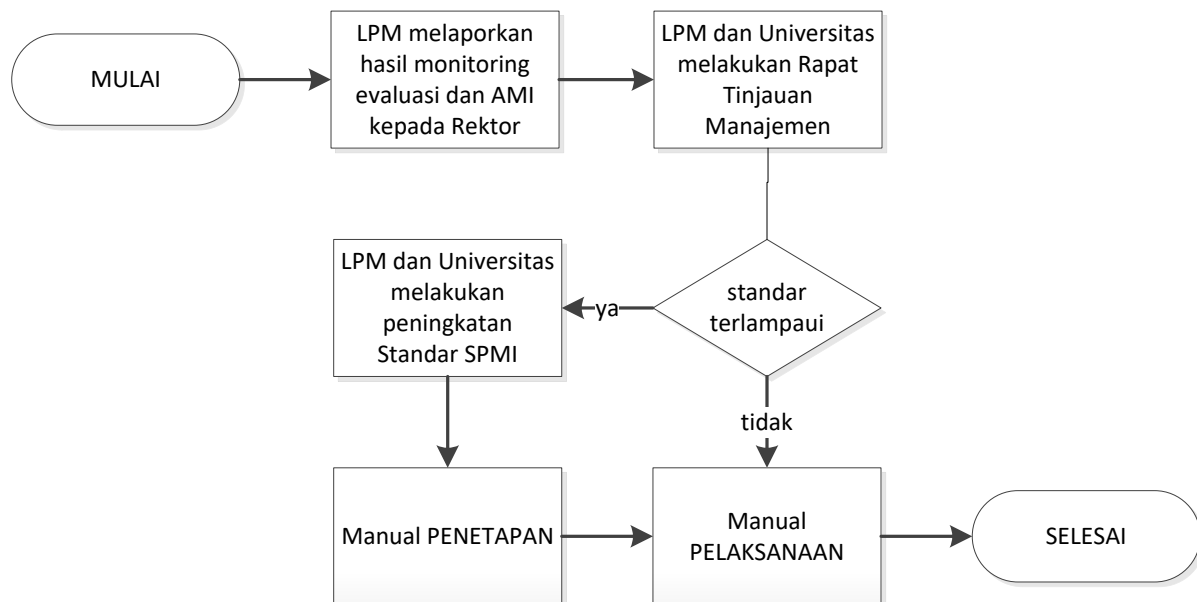 MULAI
LPM melaporkan
hasil monitoring
evaluasi dan AMI
kepada Rektor
LPM dan Universitas
melakukan Rapat
Tinjauan
Manajemen
standar
terlampaui
ya
LPM dan Universitas
melakukan
peningkatan
Standar SPMI
tidak
Manual PENETAPAN
Manual
PELAKSANAAN
SELESAI